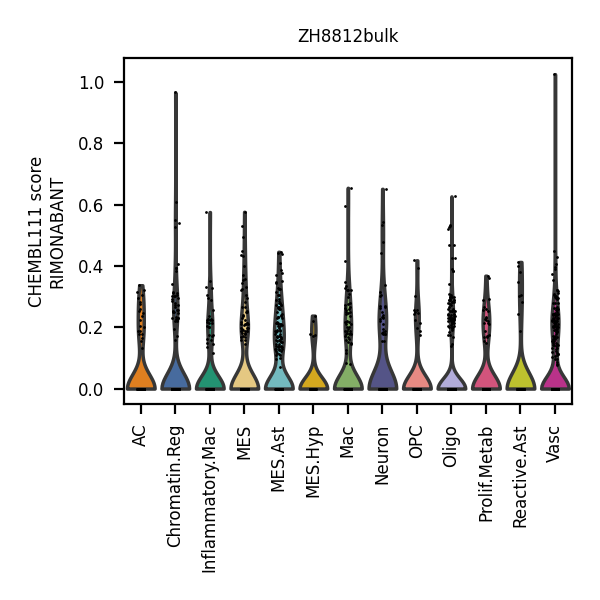 ZH8812bulk
CHEMBL111 score
RIMONABANT
1.0
0.8
0.6
0.4
0.2
0.0
AC
Chromatin.Reg
Inflammatory.Mac
MES
MES.Ast
MES.Hyp
Mac
Neuron
OPC
Oligo
Prolif.Metab
Reactive.Ast
Vasc